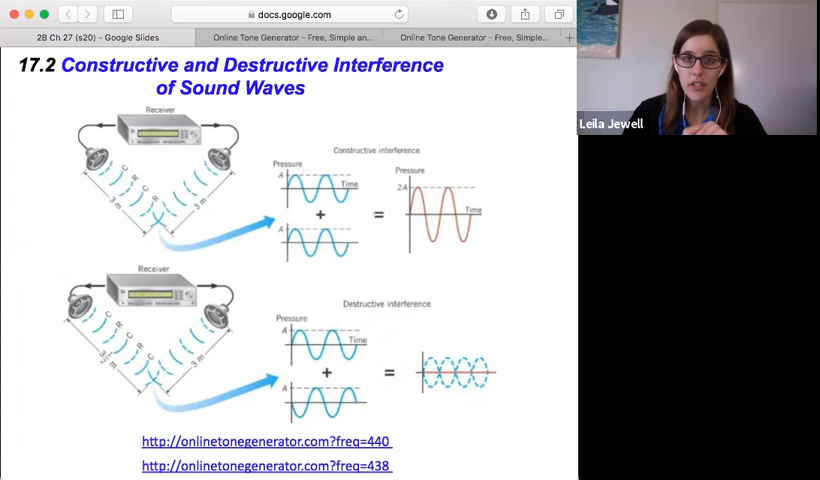 docs.google.com
2B Ch 27 (s20) - Google Slides
Online Tone Generator - Free, Simple an...
Online Tone Generator - Free, Simple...
17.2 Constructive and Destructive Interference
of Sound Waves
Leila Jewell
Receiver
C
R
C
R
3 m
3 m
Constructive interference
Pressure
A
Time
+
A
=
Pressure
2A
Time
Receiver
C
R
C
R
C
3 m
Destructive interference
Pressure
A
Time
+
A
=
http://onlinetonegenerator.com?freq=440
http://onlinetonegenerator.com?freq=438